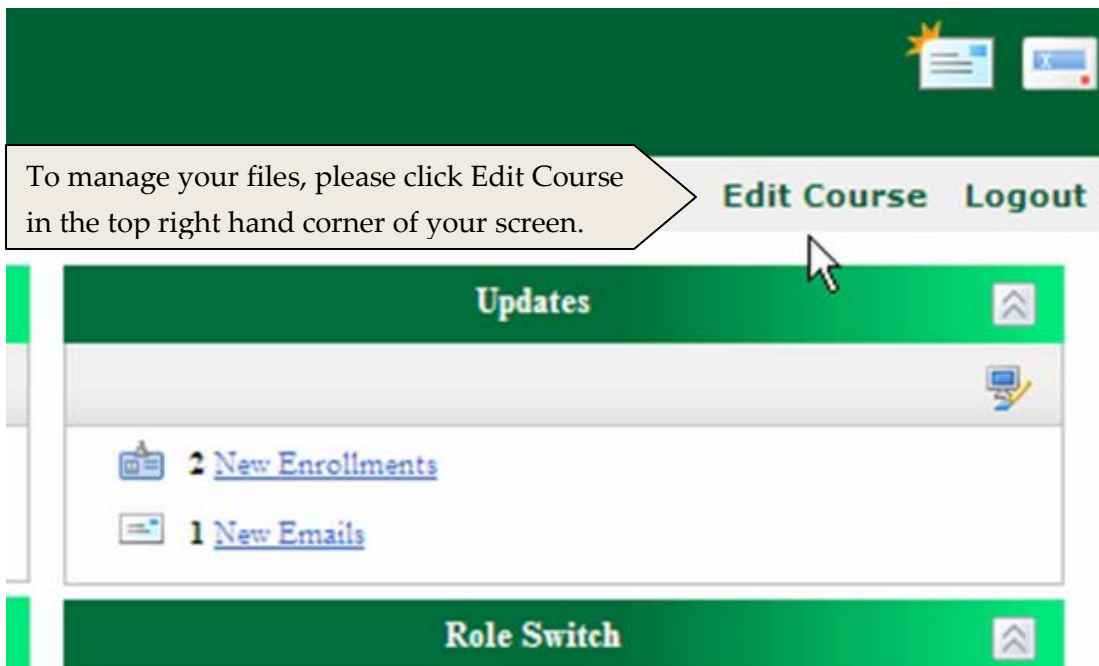 To manage your files, please click Edit Course
in the top right hand corner of your screen.
Edit Course Logout
Updates
2 New Enrollments
1 New Emails
Role Switch